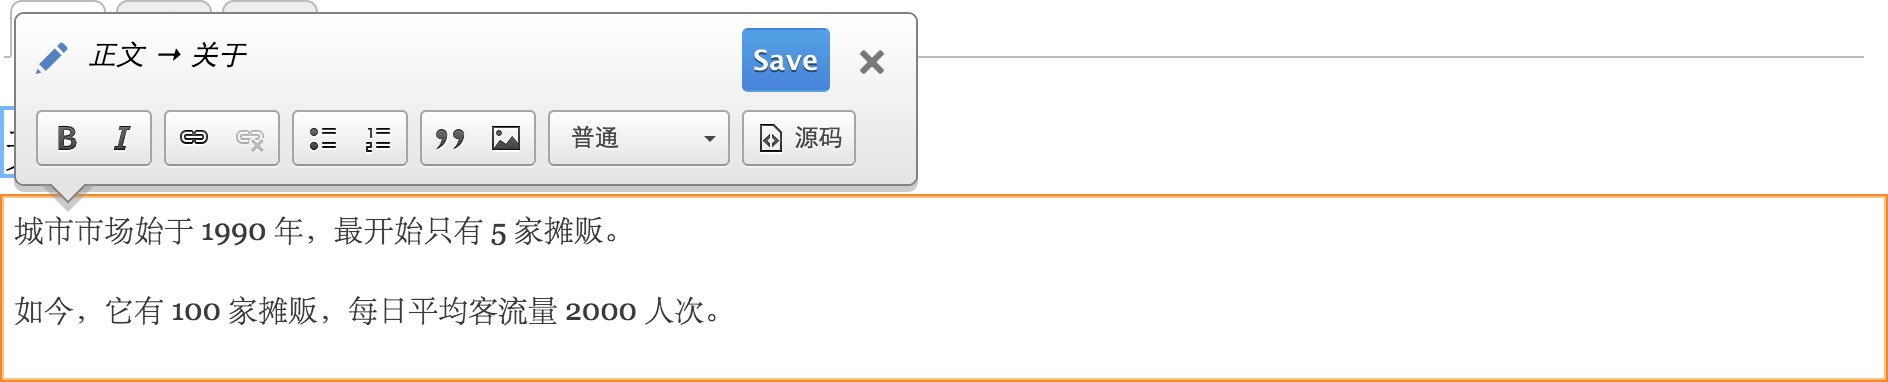 正文 → 关于
Save
B I
普通
源码
城市市场始于 1990 年，最开始只有 5 家摊贩。
如今，它有 100 家摊贩，每日平均客流量 2000 人次。